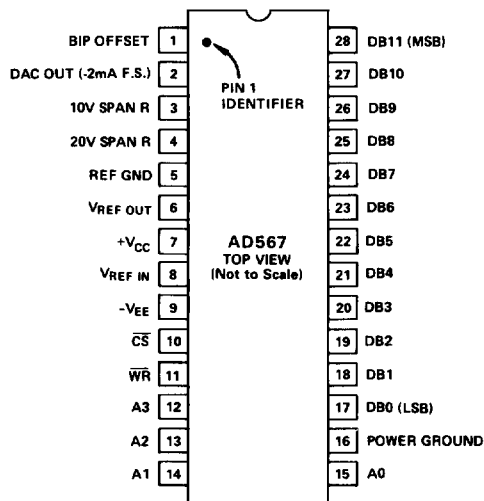 BIP OFFSET 1
DAC OUT (-2mA F.S.) 2
10V SPAN R 3
20V SPAN R 4
REF GND 5
VREF OUT 6
+VCC 7
VREF IN 8
-VEE 9
C̅S̅ 10
W̅R̅ 11
A3 12
A2 13
A1 14
PIN 1
IDENTIFIER
AD567
TOP VIEW
(Not to Scale)
28 DB11 (MSB)
27 DB10
26 DB9
25 DB8
24 DB7
23 DB6
22 DB5
21 DB4
20 DB3
19 DB2
18 DB1
17 DB0 (LSB)
16 POWER GROUND
15 A0